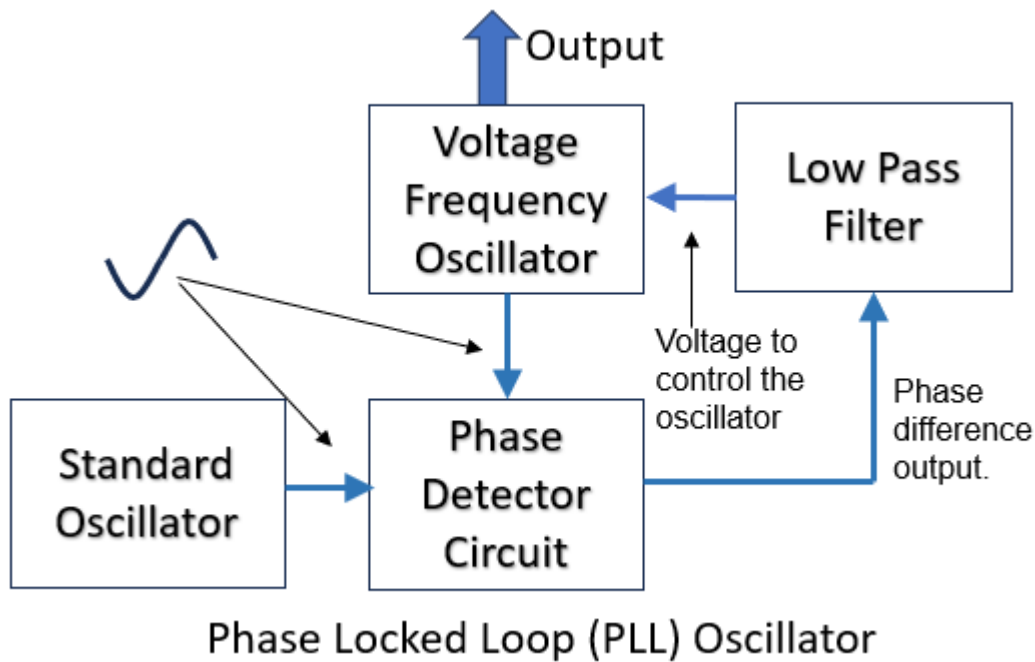 Output
Voltage
Frequency
Oscillator
Low Pass
Filter
Voltage to
control the
oscillator
Phase
difference
output.
Standard
Oscillator
Phase
Detector
Circuit
Phase Locked Loop (PLL) Oscillator